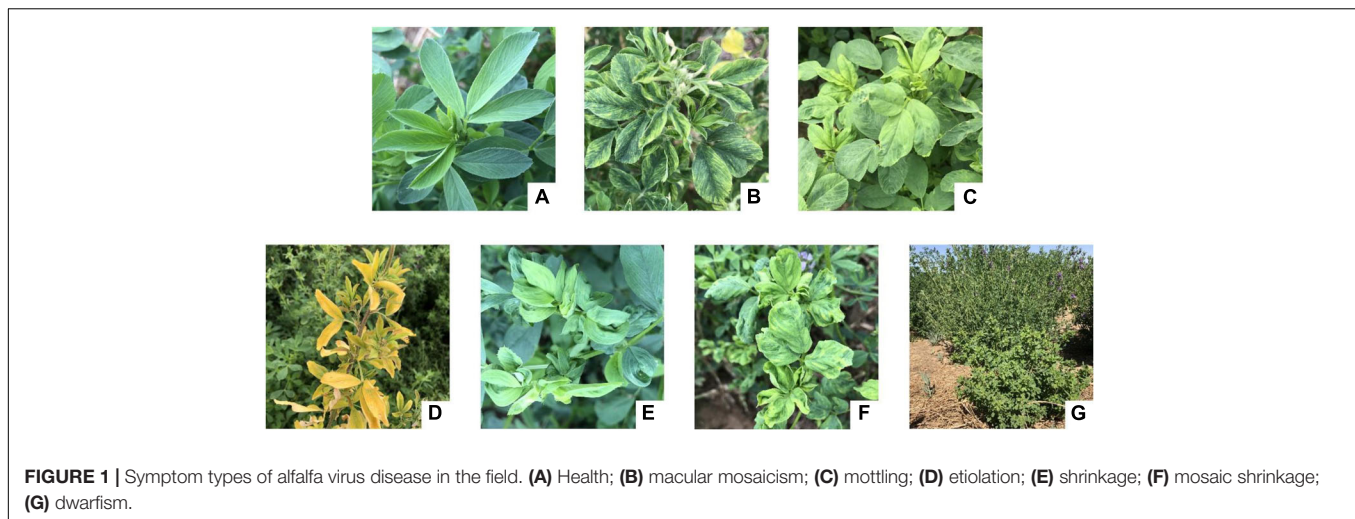 A
B
C
D
E
F
G
FIGURE 1 | Symptom types of alfalfa virus disease in the field. (A) Health; (B) macular mosaicism; (C) mottling; (D) etiolation; (E) shrinkage; (F) mosaic shrinkage;
(G) dwarfism.